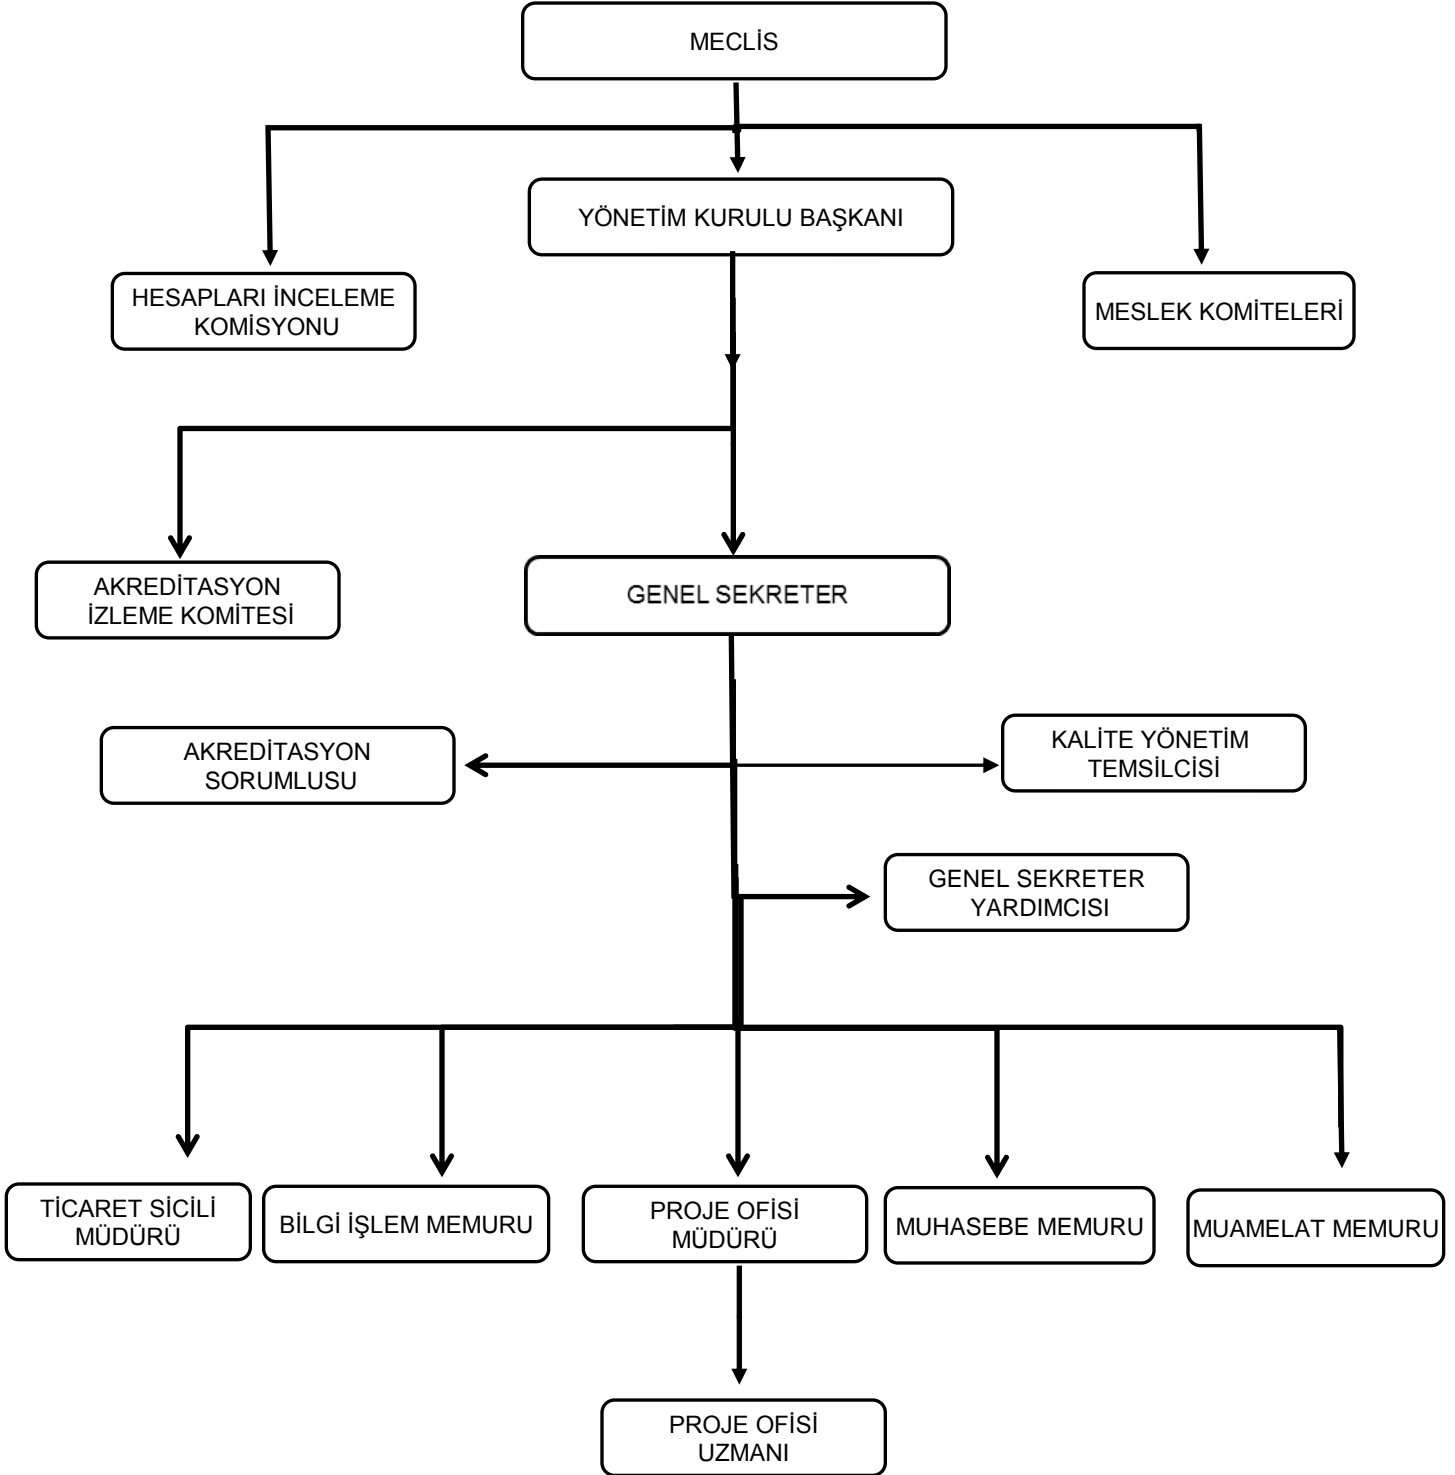 MECLİS
YÖNETİM KURULU BAŞKANI
HESAPLARI İNCELEME
KOMİSYONU
MESLEK KOMİTELERİ
AKREDİTASYON
İZLEME KOMİTESİ
GENEL SEKRETER
AKREDİTASYON
SORUMLUSU
KALİTE YÖNETİM
TEMSİLCİSİ
GENEL SEKRETER
YARDIMCISI
TİCARET SİCİLİ
MÜDÜRÜ
BİLGİ İŞLEM MEMURU
PROJE OFİSİ
MÜDÜRÜ
MUHASEBE MEMURU
MUAMELAT MEMURU
PROJE OFİSİ
UZMANI